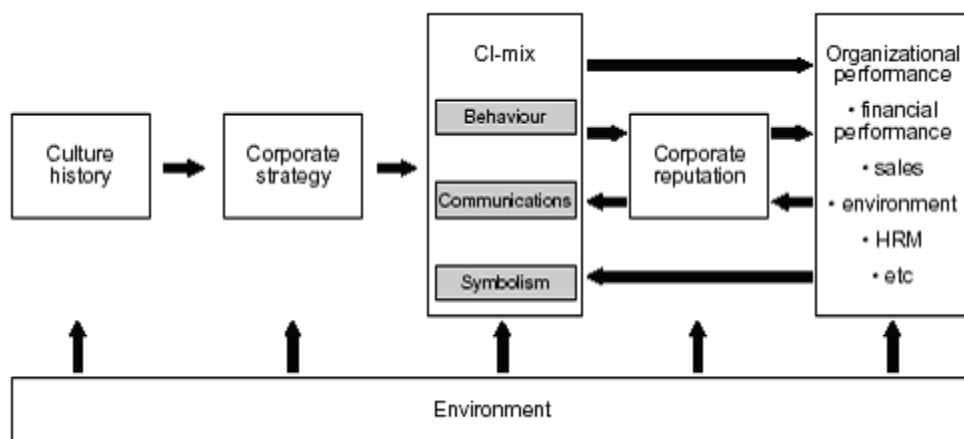 Culture
history
Corporate
strategy
CI-mix
Behaviour
Communications
Symbolism
Corporate
reputation
Organizational
performance
• financial
performance
• sales
• environment
• HRM
• etc
Environment